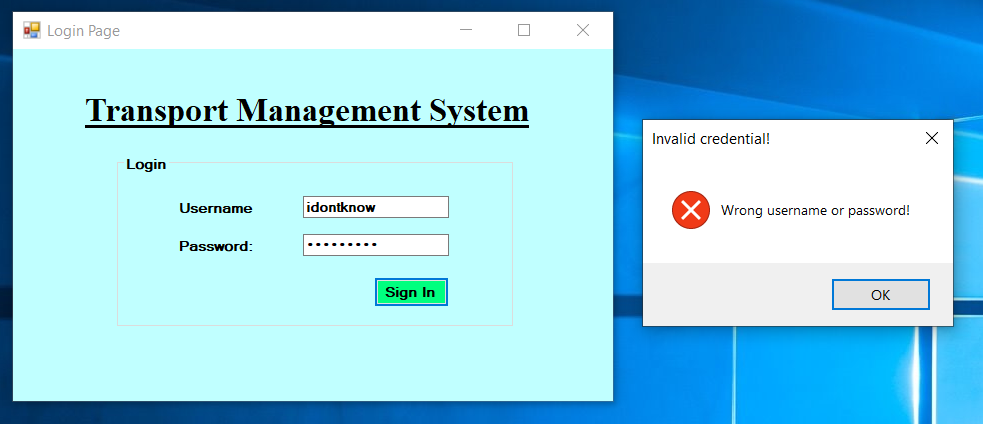 Login Page
Transport Management System
Login
Username
idontknow
Password:
•••••••••
Sign In
Invalid credential!
Wrong username or password!
OK